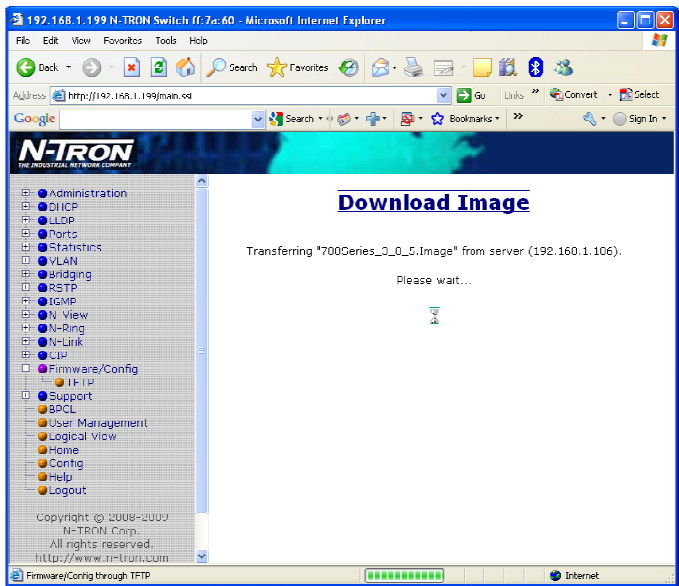 192.168.1.199 N-TRON Switch ff:7a:60 - Microsoft Internet Explorer
File Edit View Favorites Tools Help
Back Search Favorites
Address http://192.168.1.199/main.ssi Go Links » Convert Select
Google Search Bookmarks » Sign In
N-TRON
THE INDUSTRIAL NETWORK COMPANY
Administration
DHCP
LLDP
Ports
Statistics
VLAN
Bridging
RSTP
IGMP
N-View
N-Ring
N-Link
CIP
Firmware/Config
TFTP
Support
BPCL
User Management
Logical View
Home
Config
Help
Logout
Copyright © 2008-2009
N-TRON Corp.
All rights reserved.
http://www.n-tron.com
Download Image
Transferring "700Series_3_0_5.Image" from server (192.168.1.106).
Please wait...
Firmware/Config through TFTP Internet